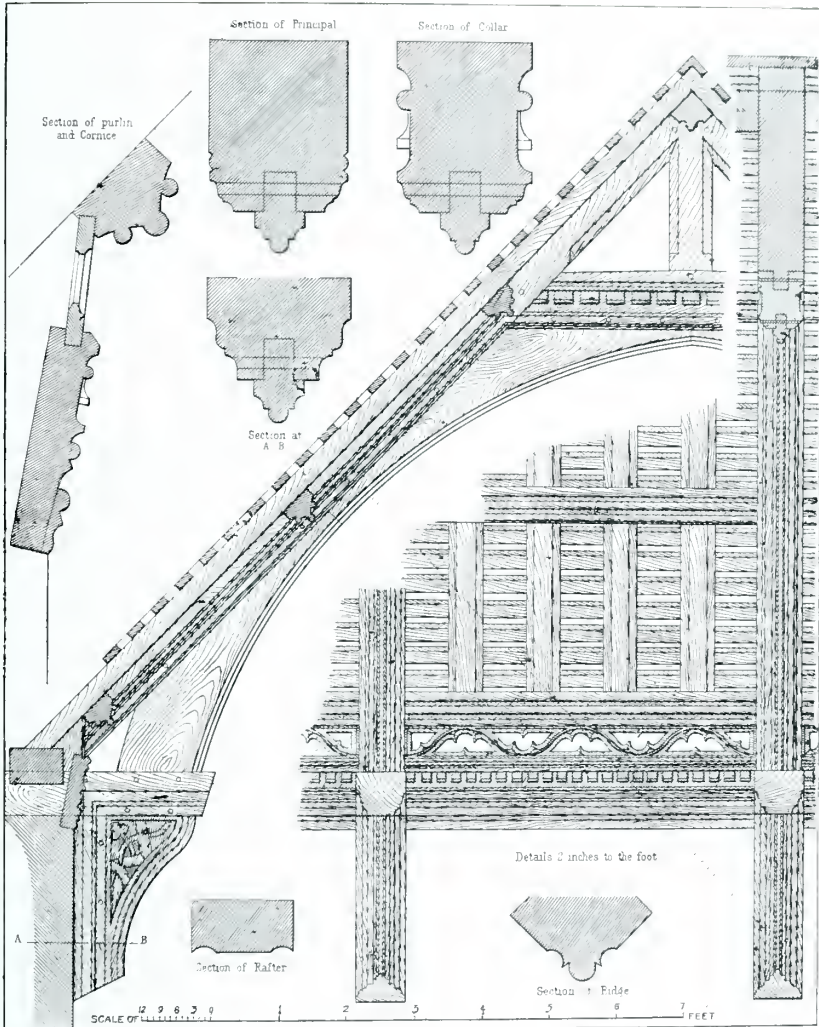 Section of Principal
Section of Collar
Section of purlin
and Cornice
Section at
A B
Details 2 inches to the foot
A
B
Section of Rafter
Section Ridge
SCALE OF 12 9 6 3 0 1 2 3 4 5 6 7 FEET